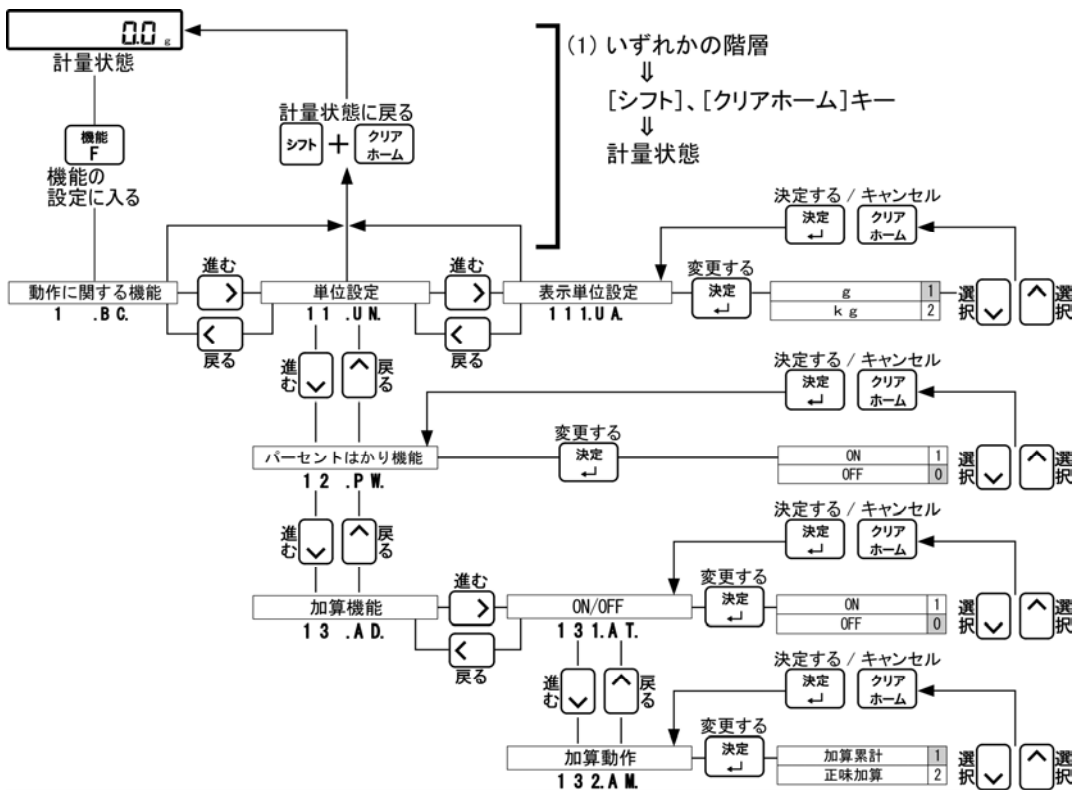 0.0 g
計量状態
(1) いずれかの階層
⇓
[シフト]、[クリアホーム]キー
⇓
計量状態
機能
F
機能の
設定に入る
計量状態に戻る
シフト + クリア
ホーム
決定する / キャンセル
決定 クリア
ホーム
進む
進む
変更する
動作に関する機能
1 .BC.
単位設定
11 .UN.
表示単位設定
111.UA.
決定
g 1
kg 2
選択
選択
戻る
戻る
進む
戻る
決定する / キャンセル
決定 クリア
ホーム
変更する
パーセントはかり機能
12 .PW.
決定
ON 1
OFF 0
選択
選択
進む
戻る
決定する / キャンセル
決定 クリア
ホーム
進む
変更する
加算機能
13 .AD.
ON/OFF
131.AT.
決定
ON 1
OFF 0
選択
選択
戻る
進む
戻る
決定する / キャンセル
決定 クリア
ホーム
変更する
加算動作
132.AM.
決定
加算累計 1
正味加算 2
選択
選択